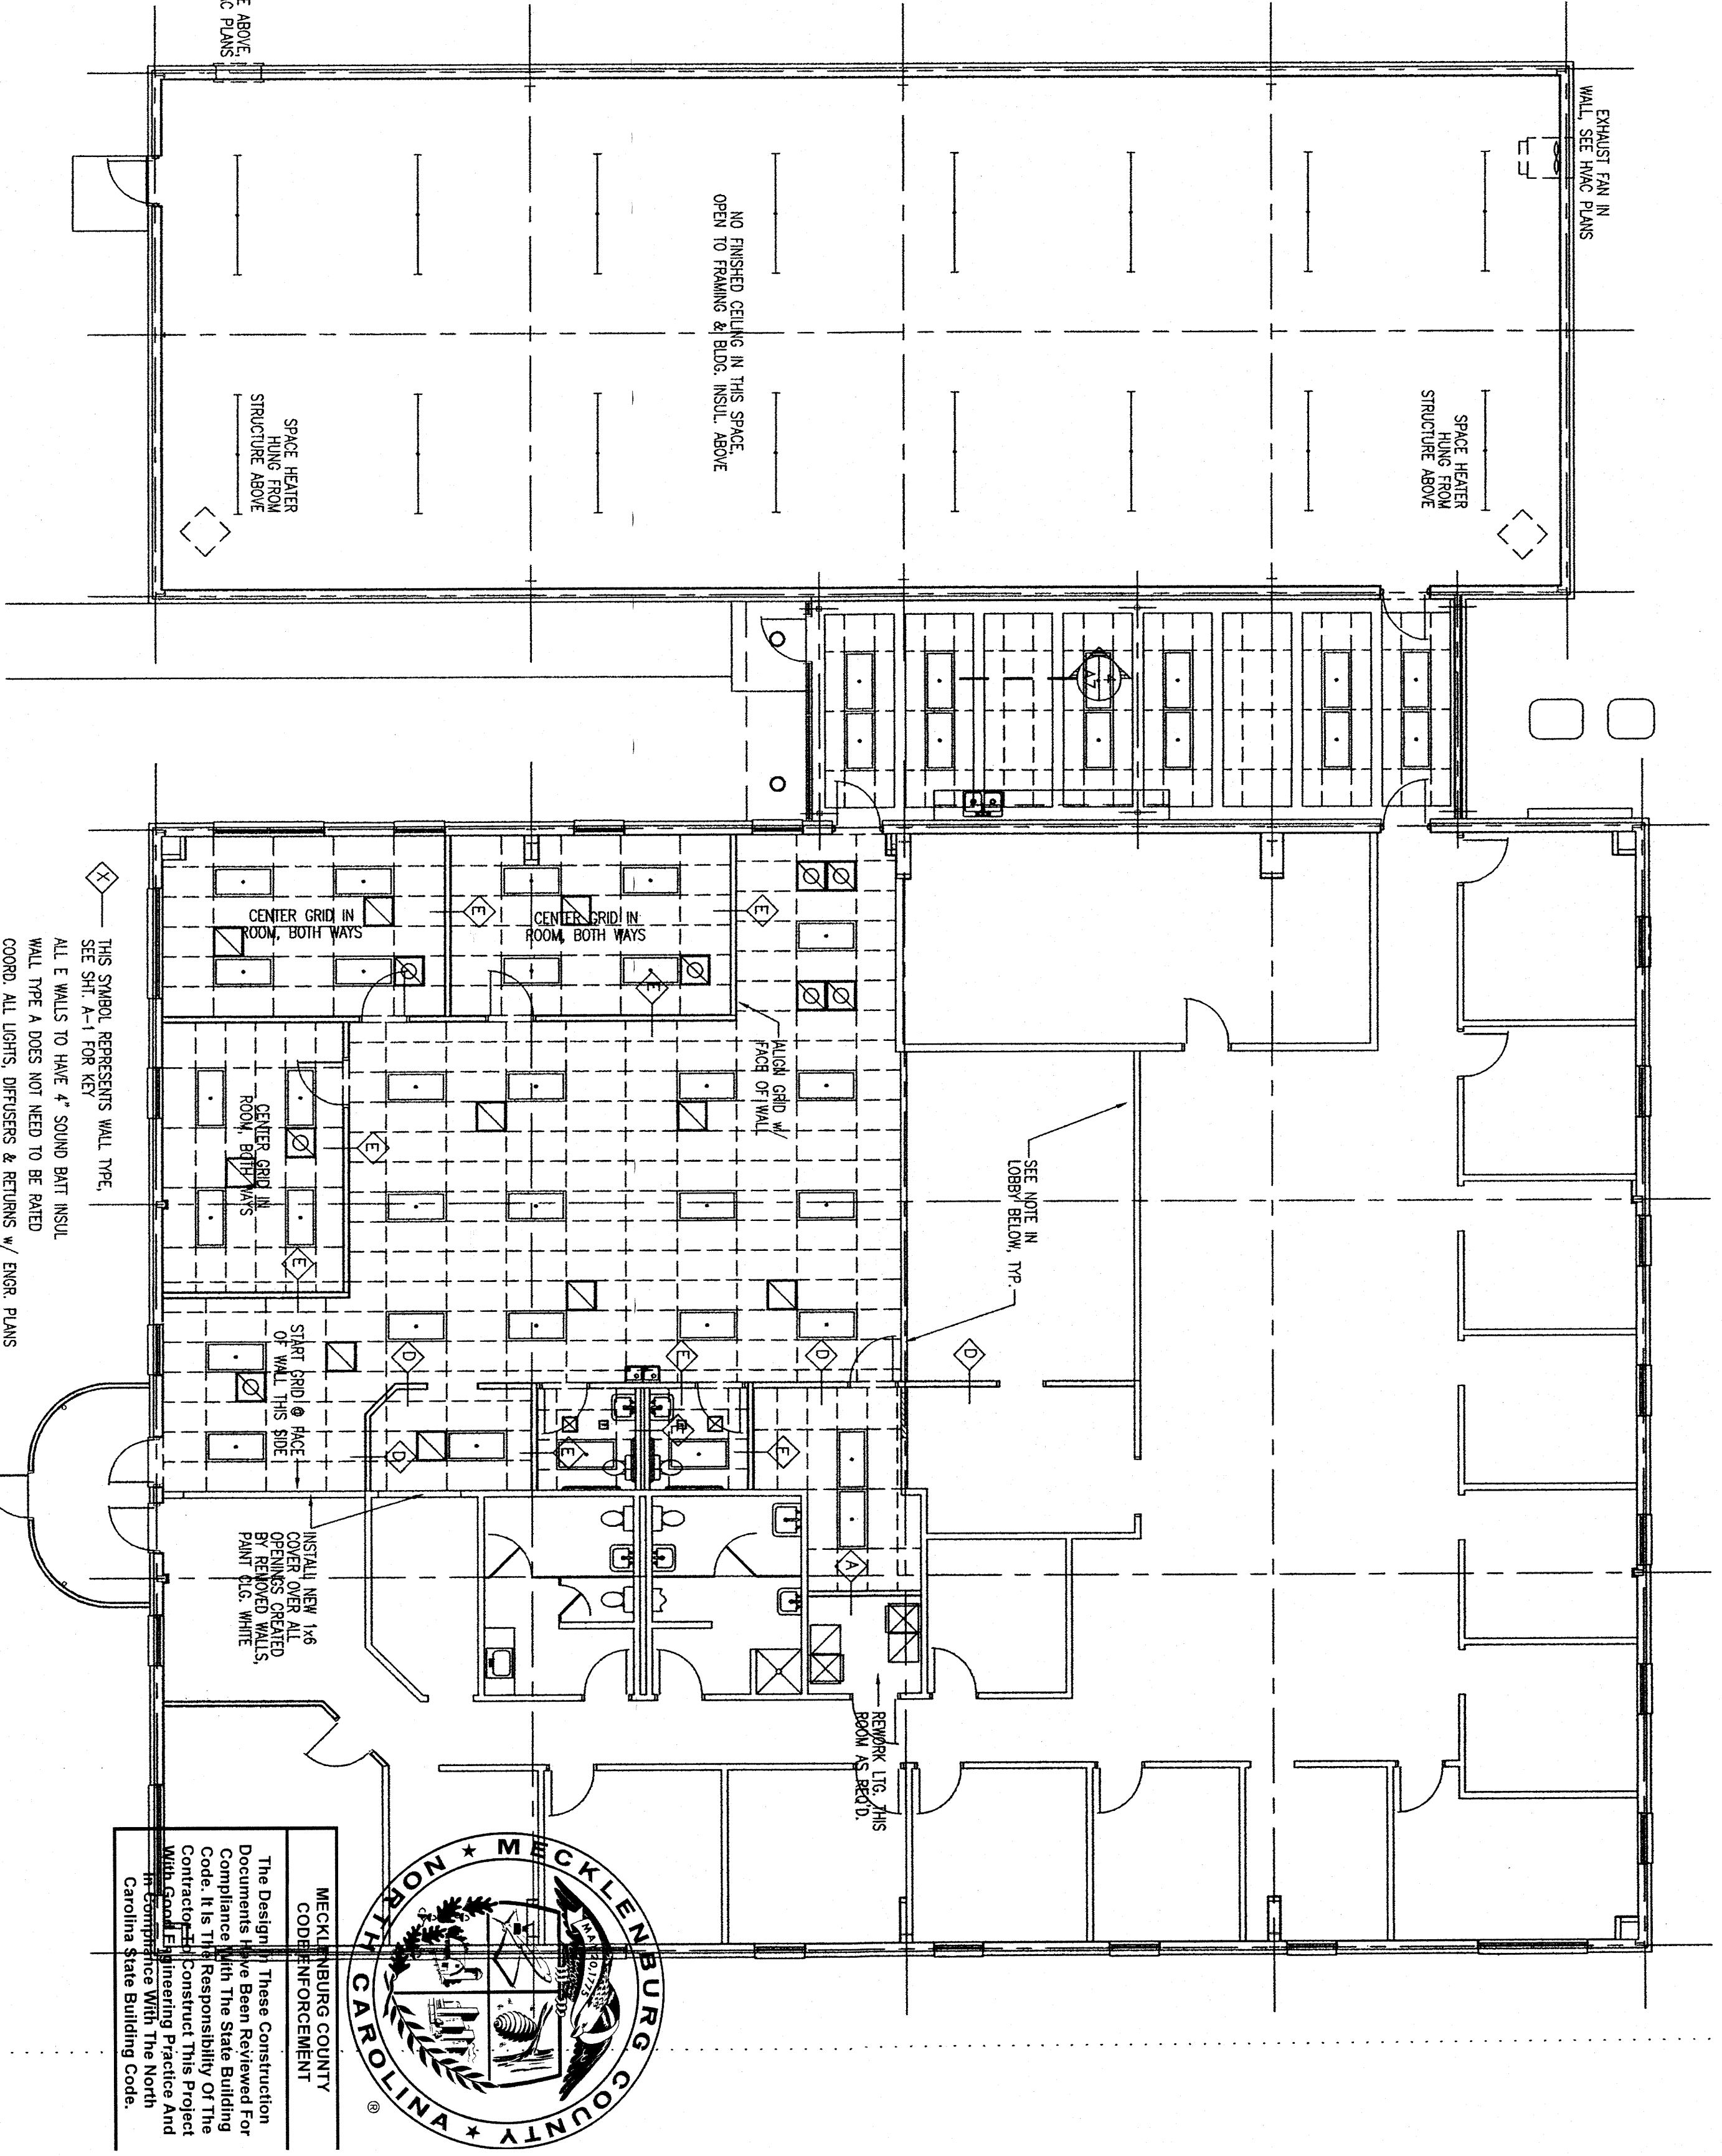 E ABOVE,
C PLANS
EXHAUST FAN IN
WALL, SEE HVAC PLANS
NO FINISHED CEILING IN THIS SPACE,
OPEN TO FRAMING & BLDG. INSUL. ABOVE
SPACE HEATER
HUNG FROM
STRUCTURE ABOVE
SPACE HEATER
HUNG FROM
STRUCTURE ABOVE
A7
CENTER GRID IN
ROOM, BOTH WAYS
E
CENTER GRID IN
ROOM, BOTH WAYS
E
E
ALIGN GRID w/
FACE OF WALL
CENTER GRID IN
ROOM, BOTH WAYS
E
E
SEE NOTE IN
LOBBY BELOW, TYP.
START GRID @ FACE
OF WALL THIS SIDE
D
E
D
D
D
E
E
E
A
INSTALL NEW 1x6
COVER OVER ALL
OPENINGS CREATED
BY REMOVED WALLS,
PAINT CLG. WHITE
REWORK LTG. THIS
ROOM AS REQ'D.
X
THIS SYMBOL REPRESENTS WALL TYPE,
SEE SHT. A-1 FOR KEY
ALL E WALLS TO HAVE 4" SOUND BATT INSUL
WALL TYPE A DOES NOT NEED TO BE RATED
COORD. ALL LIGHTS, DIFFUSERS & RETURNS w/ ENGR. PLANS
MECKLENBURG COUNTY
NORTH CAROLINA
MAY 20, 1775
®
MECKLENBURG COUNTY
CODE ENFORCEMENT
The Design In These Construction
Documents Have Been Reviewed For
Compliance With The State Building
Code. It Is The Responsibility Of The
Contractor To Construct This Project
With Good Engineering Practice And
In Compliance With The North
Carolina State Building Code.